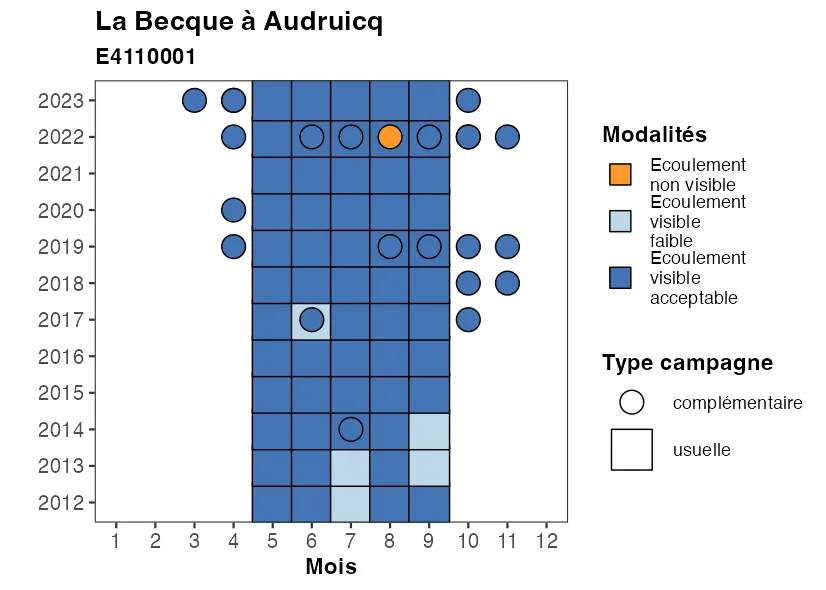 La Becque à Audruicq
E4110001
2023
2022
2021
2020
2019
2018
2017
2016
2015
2014
2013
2012
1 2 3 4 5 6 7 8 9 10 11 12
Mois
Modalités
Ecoulement
non visible
Ecoulement
visible
faible
Ecoulement
visible
acceptable
Type campagne
complémentaire
usuelle